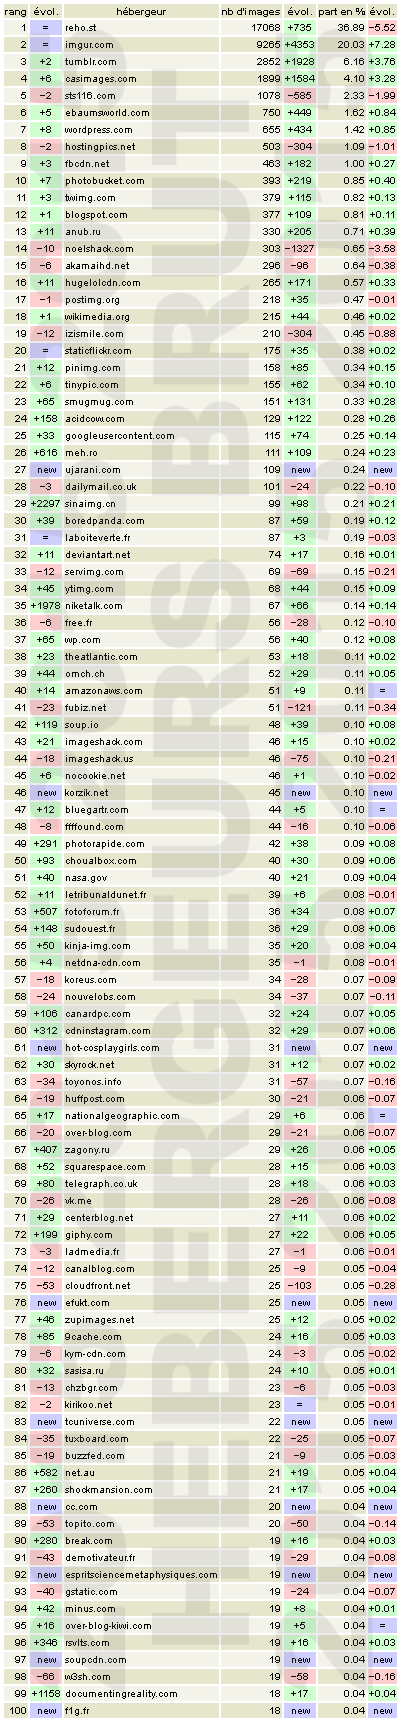 rang évol. hébergeur nb d'images évol. part en % évol.
1 = reho.st 17068 +735 36.89 −5.52
2 = imgur.com 9265 +4353 20.03 +7.28
3 +2 tumblr.com 2852 +1928 6.16 +3.76
4 +6 casimages.com 1899 +1584 4.10 +3.28
5 −2 sts116.com 1078 −585 2.33 −1.99
6 +5 ebaumsworld.com 750 +449 1.62 +0.84
7 +8 wordpress.com 655 +434 1.42 +0.85
8 −2 hostingpics.net 503 −304 1.09 −1.01
9 +3 fbcdn.net 463 +182 1.00 +0.27
10 +7 photobucket.com 393 +219 0.85 +0.40
11 +3 twimg.com 379 +115 0.82 +0.13
12 +1 blogspot.com 377 +109 0.81 +0.11
13 +11 anub.ru 330 +205 0.71 +0.39
14 −10 noelshack.com 303 −1327 0.65 −3.58
15 −6 akamaihd.net 296 −96 0.64 −0.38
16 +11 hugelolcdn.com 265 +171 0.57 +0.33
17 −1 postimg.org 218 +35 0.47 −0.01
18 +1 wikimedia.org 215 +44 0.46 +0.02
19 −12 izismile.com 210 −304 0.45 −0.88
20 = staticflickr.com 175 +35 0.38 +0.02
21 +12 pinimg.com 158 +85 0.34 +0.15
22 +6 tinypic.com 155 +62 0.34 +0.10
23 +65 smugmug.com 151 +131 0.33 +0.28
24 +158 acidcow.com 129 +122 0.28 +0.26
25 +33 googleusercontent.com 115 +74 0.25 +0.14
26 +616 meh.ro 111 +109 0.24 +0.23
27 new ujarani.com 109 new 0.24 new
28 −3 dailymail.co.uk 101 −24 0.22 −0.10
29 +2297 sinaimg.cn 99 +98 0.21 +0.21
30 +39 boredpanda.com 87 +59 0.19 +0.12
31 = laboiteverte.fr 87 +3 0.19 −0.03
32 +11 deviantart.net 74 +17 0.16 +0.01
33 −12 servimg.com 69 −69 0.15 −0.21
34 +45 ytimg.com 68 +44 0.15 +0.09
35 +1978 niketalk.com 67 +66 0.14 +0.14
36 −6 free.fr 56 −28 0.12 −0.10
37 +65 wp.com 56 +40 0.12 +0.08
38 +23 theatlantic.com 53 +18 0.11 +0.02
39 +44 omch.ch 52 +29 0.11 +0.05
40 +14 amazonaws.com 51 +9 0.11 =
41 −23 fubiz.net 51 −121 0.11 −0.34
42 +119 soup.io 48 +39 0.10 +0.08
43 +21 imageshack.com 46 +15 0.10 +0.02
44 −18 imageshack.us 46 −75 0.10 −0.21
45 +6 nocookie.net 46 +1 0.10 −0.02
46 new korzik.net 45 new 0.10 new
47 +12 bluegartr.com 44 +5 0.10 =
48 −8 ffffound.com 44 −16 0.10 −0.06
49 +291 photorapide.com 42 +38 0.09 +0.08
50 +93 choualbox.com 40 +30 0.09 +0.06
51 +40 nasa.gov 40 +21 0.09 +0.04
52 +11 letribunaldunet.fr 39 +6 0.08 −0.01
53 +507 fotoforum.fr 36 +34 0.08 +0.07
54 +148 sudouest.fr 36 +29 0.08 +0.06
55 +50 kinja-img.com 35 +20 0.08 +0.04
56 +4 netdna-cdn.com 35 −1 0.08 −0.01
57 −18 koreus.com 34 −28 0.07 −0.09
58 −24 nouvelobs.com 34 −37 0.07 −0.11
59 +106 canardpc.com 32 +24 0.07 +0.05
60 +312 cdninstagram.com 32 +29 0.07 +0.06
61 new hot-cosplaygirls.com 31 new 0.07 new
62 +30 skyrock.net 31 +12 0.07 +0.02
63 −34 toyonos.info 31 −57 0.07 −0.16
64 −19 huffpost.com 30 −21 0.06 −0.07
65 +17 nationalgeographic.com 29 +6 0.06 =
66 −20 over-blog.com 29 −21 0.06 −0.07
67 +407 zagony.ru 29 +26 0.06 +0.05
68 +52 squarespace.com 28 +15 0.06 +0.03
69 +80 telegraph.co.uk 28 +18 0.06 +0.03
70 −26 vk.me 28 −26 0.06 −0.08
71 +29 centerblog.net 27 +11 0.06 +0.02
72 +199 giphy.com 27 +22 0.06 +0.05
73 −3 ladmedia.fr 27 −1 0.06 −0.01
74 −12 canalblog.com 25 −9 0.05 −0.04
75 −53 cloudfront.net 25 −103 0.05 −0.28
76 new efukt.com 25 new 0.05 new
77 +46 zupimages.net 25 +12 0.05 +0.02
78 +85 9cache.com 24 +16 0.05 +0.03
79 −6 kym-cdn.com 24 −3 0.05 −0.02
80 +32 sasisa.ru 24 +10 0.05 +0.01
81 −13 chzbgr.com 23 −6 0.05 −0.03
82 −2 kirikoo.net 23 = 0.05 −0.01
83 new tcuniverse.com 22 new 0.05 new
84 −35 tuxboard.com 22 −25 0.05 −0.07
85 −19 buzzfed.com 21 −9 0.05 −0.03
86 +582 net.au 21 +19 0.05 +0.04
87 +260 shockmansion.com 21 +17 0.05 +0.04
88 new cc.com 20 new 0.04 new
89 −53 topito.com 20 −50 0.04 −0.14
90 +280 break.com 19 +16 0.04 +0.03
91 −43 demotivateur.fr 19 −29 0.04 −0.08
92 new espritsciencemetaphysiques.com 19 new 0.04 new
93 −40 gstatic.com 19 −24 0.04 −0.07
94 +42 minus.com 19 +8 0.04 +0.01
95 +16 over-blog-kiwi.com 19 +5 0.04 =
96 +346 rsvlts.com 19 +16 0.04 +0.03
97 new soupcdn.com 19 new 0.04 new
98 −66 w3sh.com 19 −58 0.04 −0.16
99 +1158 documentingreality.com 18 +17 0.04 +0.04
100 new f1g.fr 18 new 0.04 new
HEBERGEURS BRUT